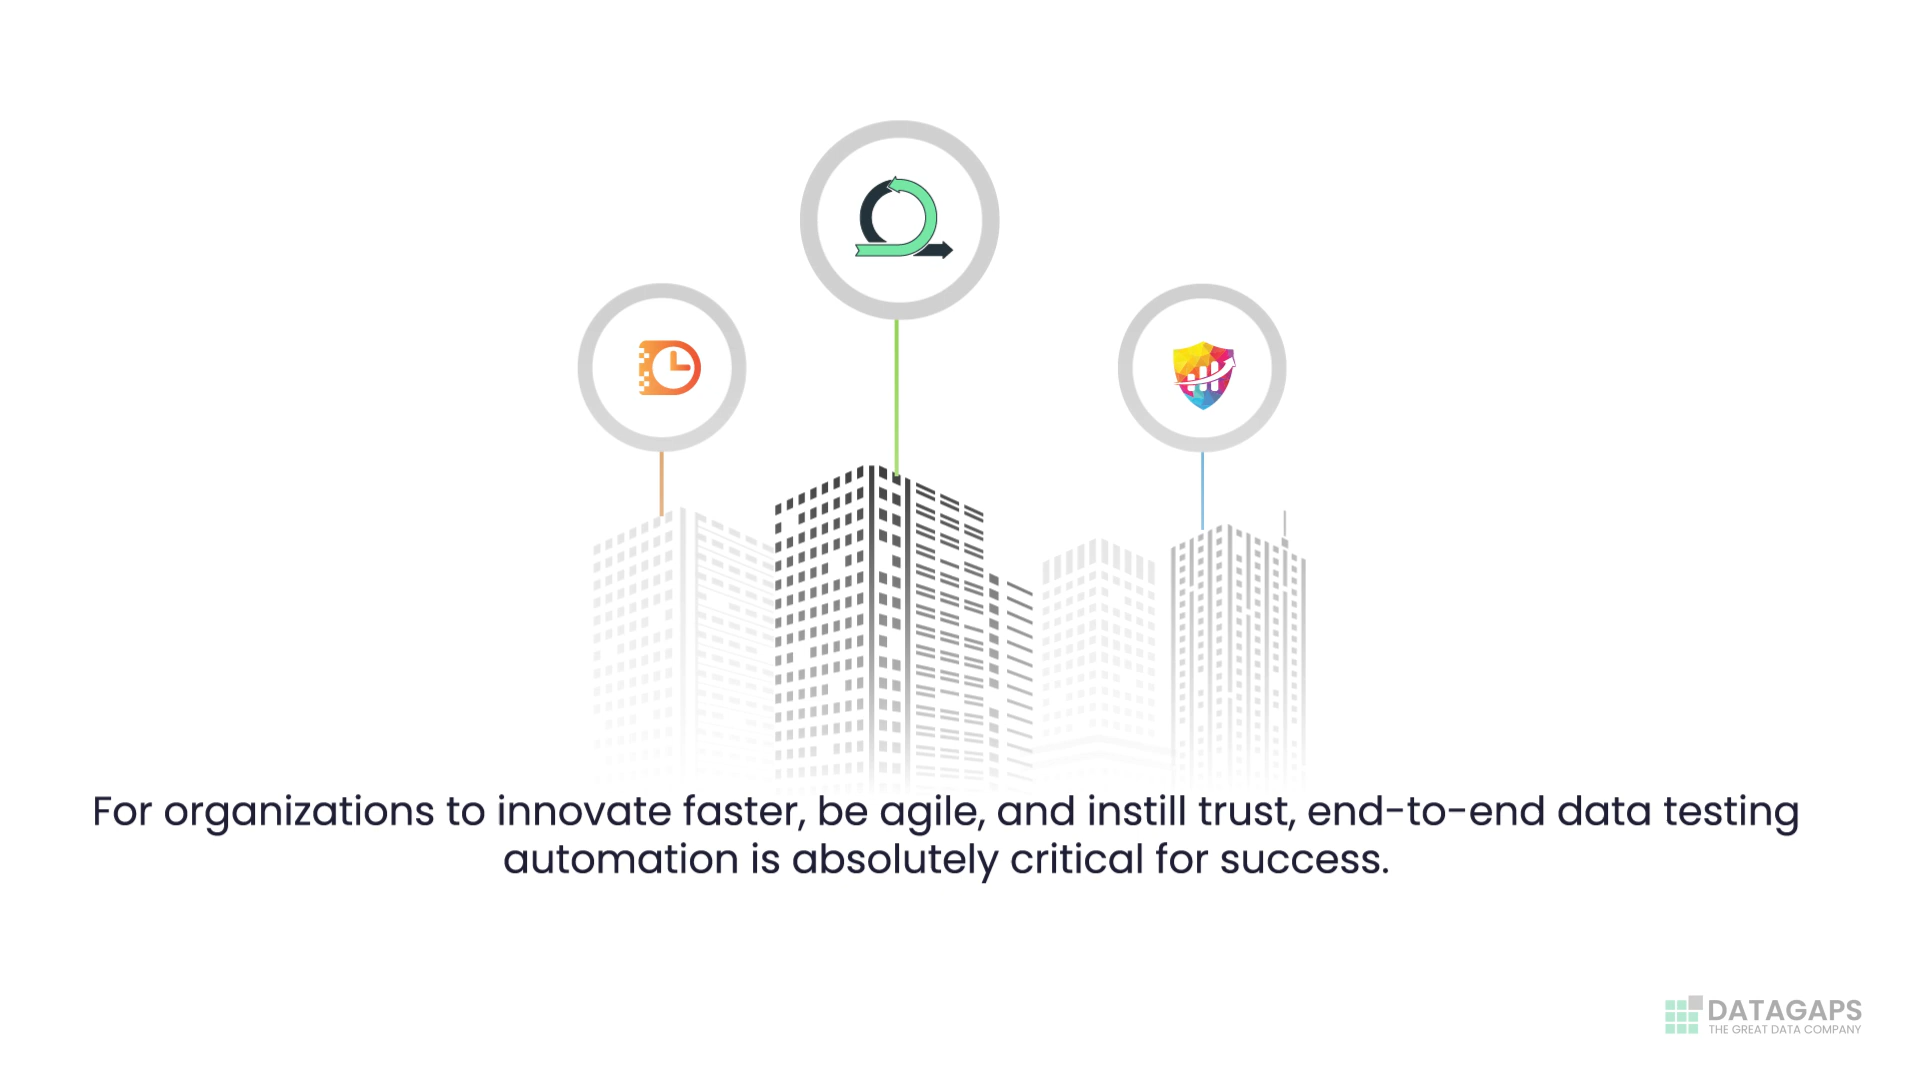 For organizations to innovate faster, be agile, and instill trust, end-to-end data testing
automation is absolutely critical for success.
DATAGAPS
THE GREAT DATA COMPANY